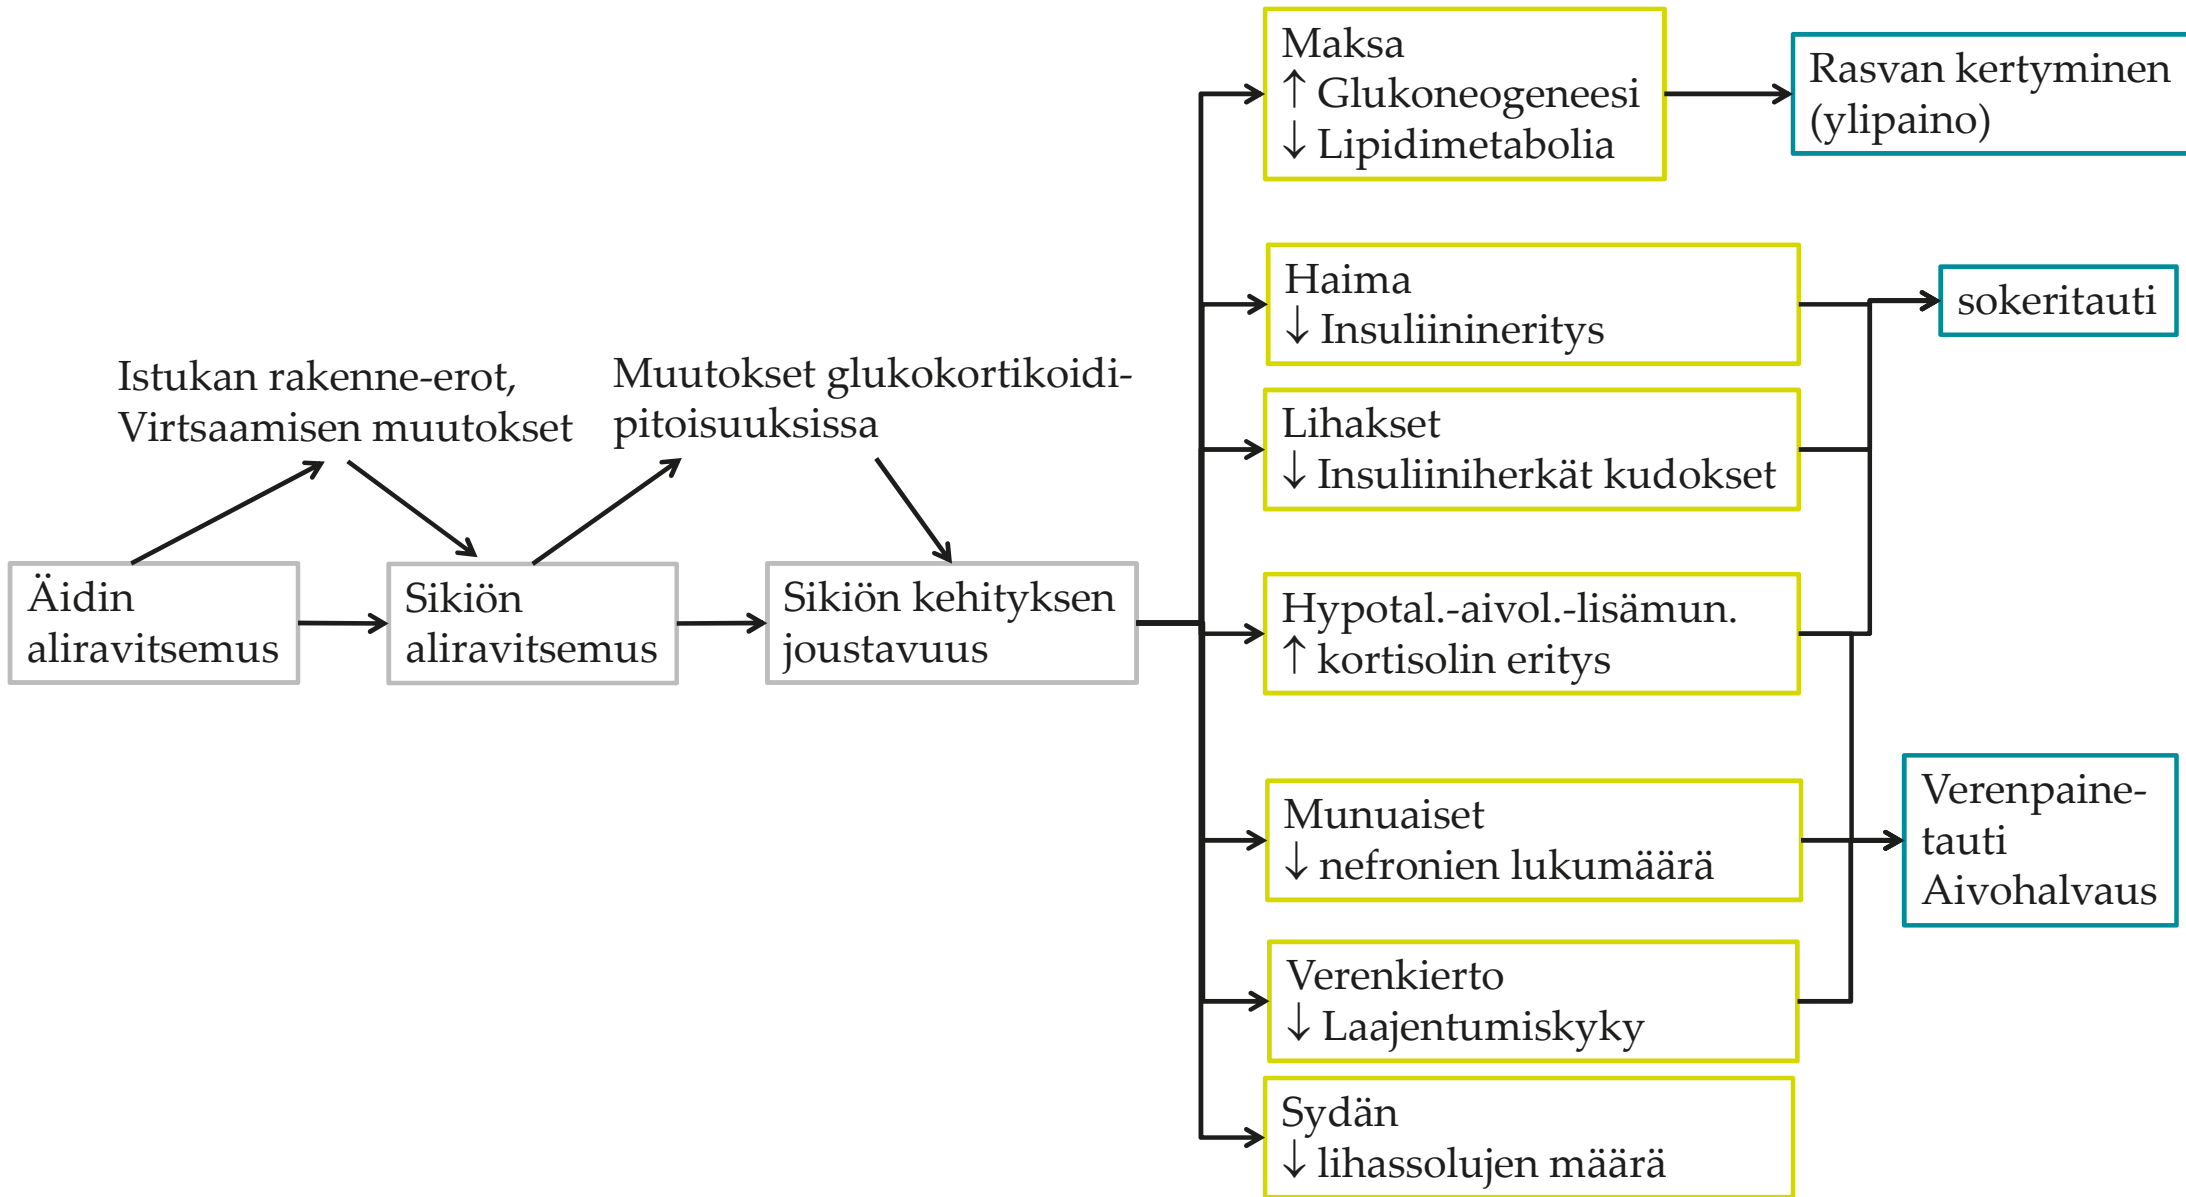 Istukan rakenne-erot,
Virtsaamisen muutokset
Muutokset glukokortikoidi-
pitoisuuksissa
Äidin
aliravitsemus
Sikiön
aliravitsemus
Sikiön kehityksen
joustavuus
Maksa
↑ Glukoneogeneesi
↓ Lipidimetabolia
Rasvan kertyminen
(ylipaino)
Haima
↓ Insuliinineritys
sokeritauti
Lihakset
↓ Insuliiniherkät kudokset
Hypotal.-aivol.-lisämun.
↑ kortisolin eritys
Munuaiset
↓ nefronien lukumäärä
Verenpaine-
tauti
Aivohalvaus
Verenkierto
↓ Laajentumiskyky
Sydän
↓ lihassolujen määrä